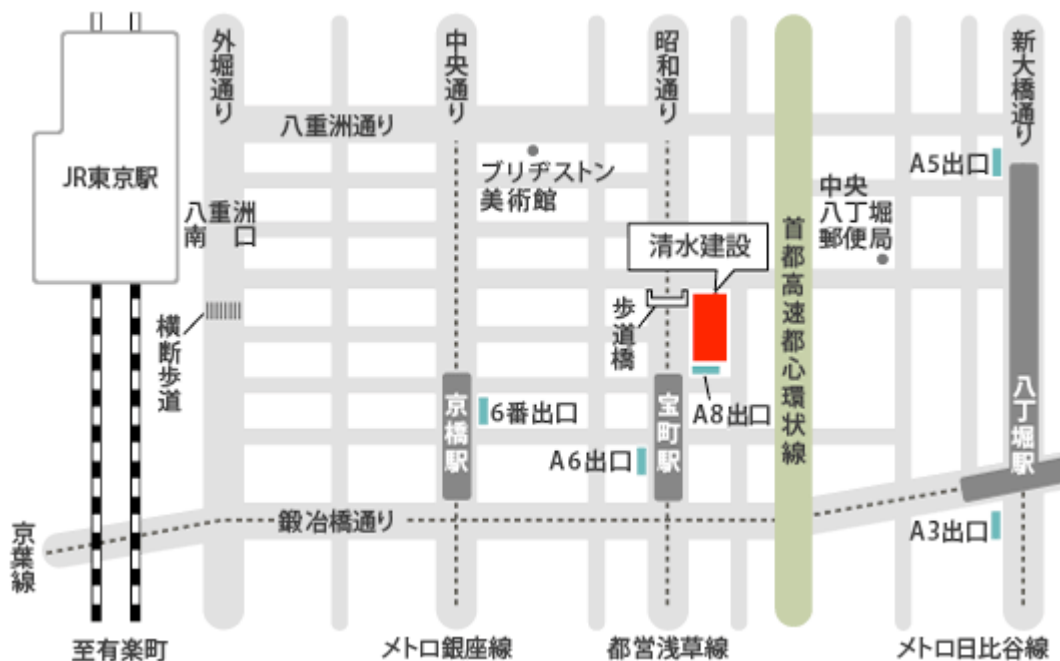 外堀通り
中央通り
昭和通り
新大橋通り
八重洲通り
JR東京駅
八重洲
南口
ブリヂストン
美術館
A5出口
中央
八丁堀
郵便局
清水建設
首都高速都心環状線
歩道橋
横断歩道
京橋駅
6番出口
宝町駅
A8出口
A6出口
八丁堀駅
鍛冶橋通り
A3出口
京葉線
至有楽町
メトロ銀座線
都営浅草線
メトロ日比谷線